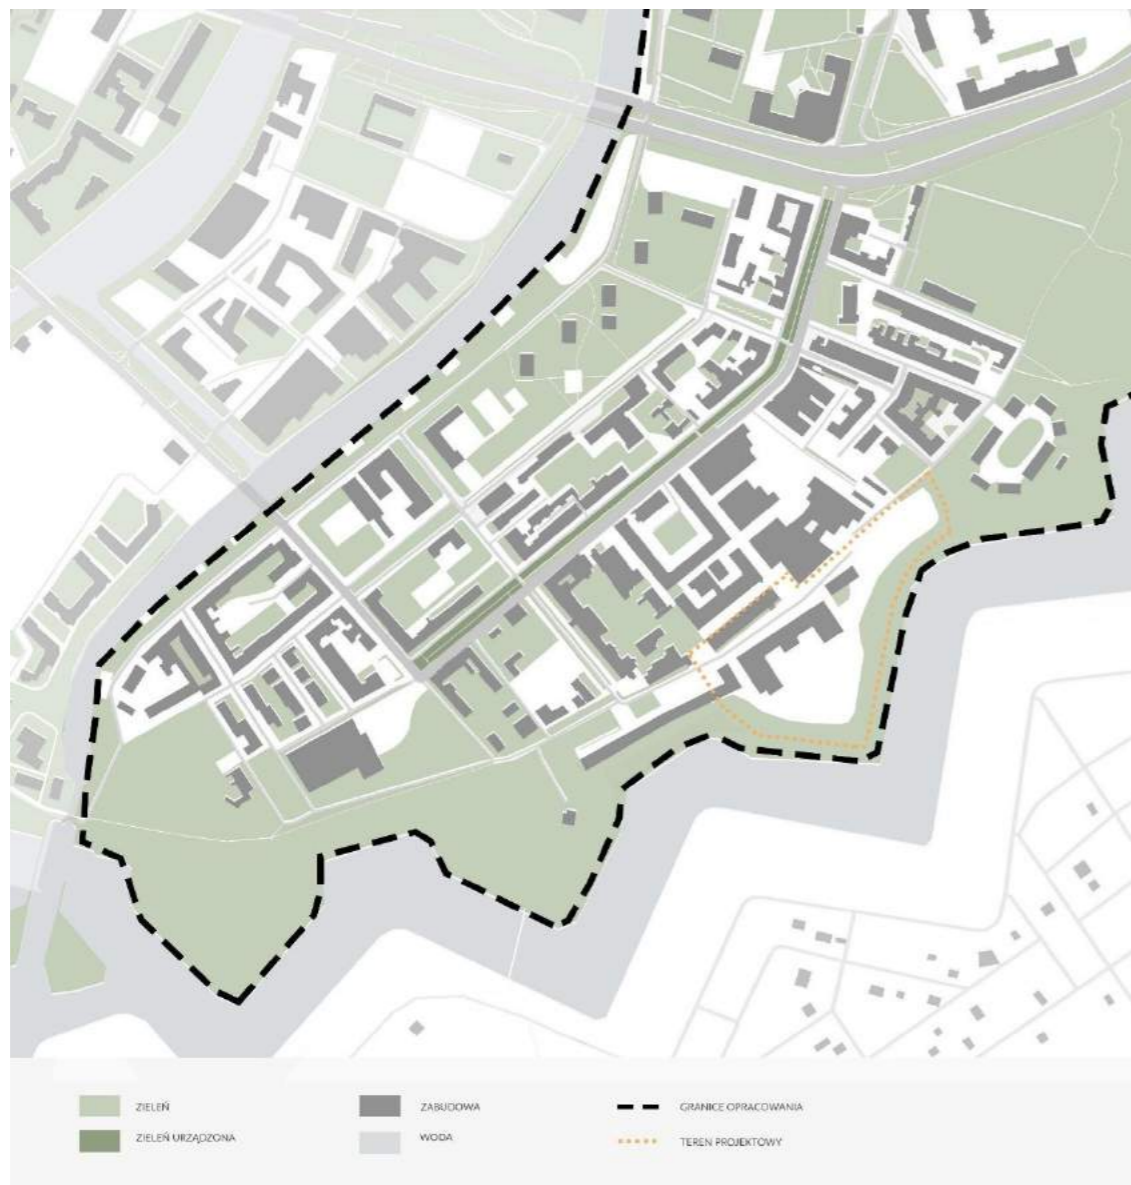 ZIELEŃ
ZIELEŃ URZĄDZONA
ZABUDOWA
WODA
GRANICE OPRACOWANIA
TEREN PROJEKTOWY